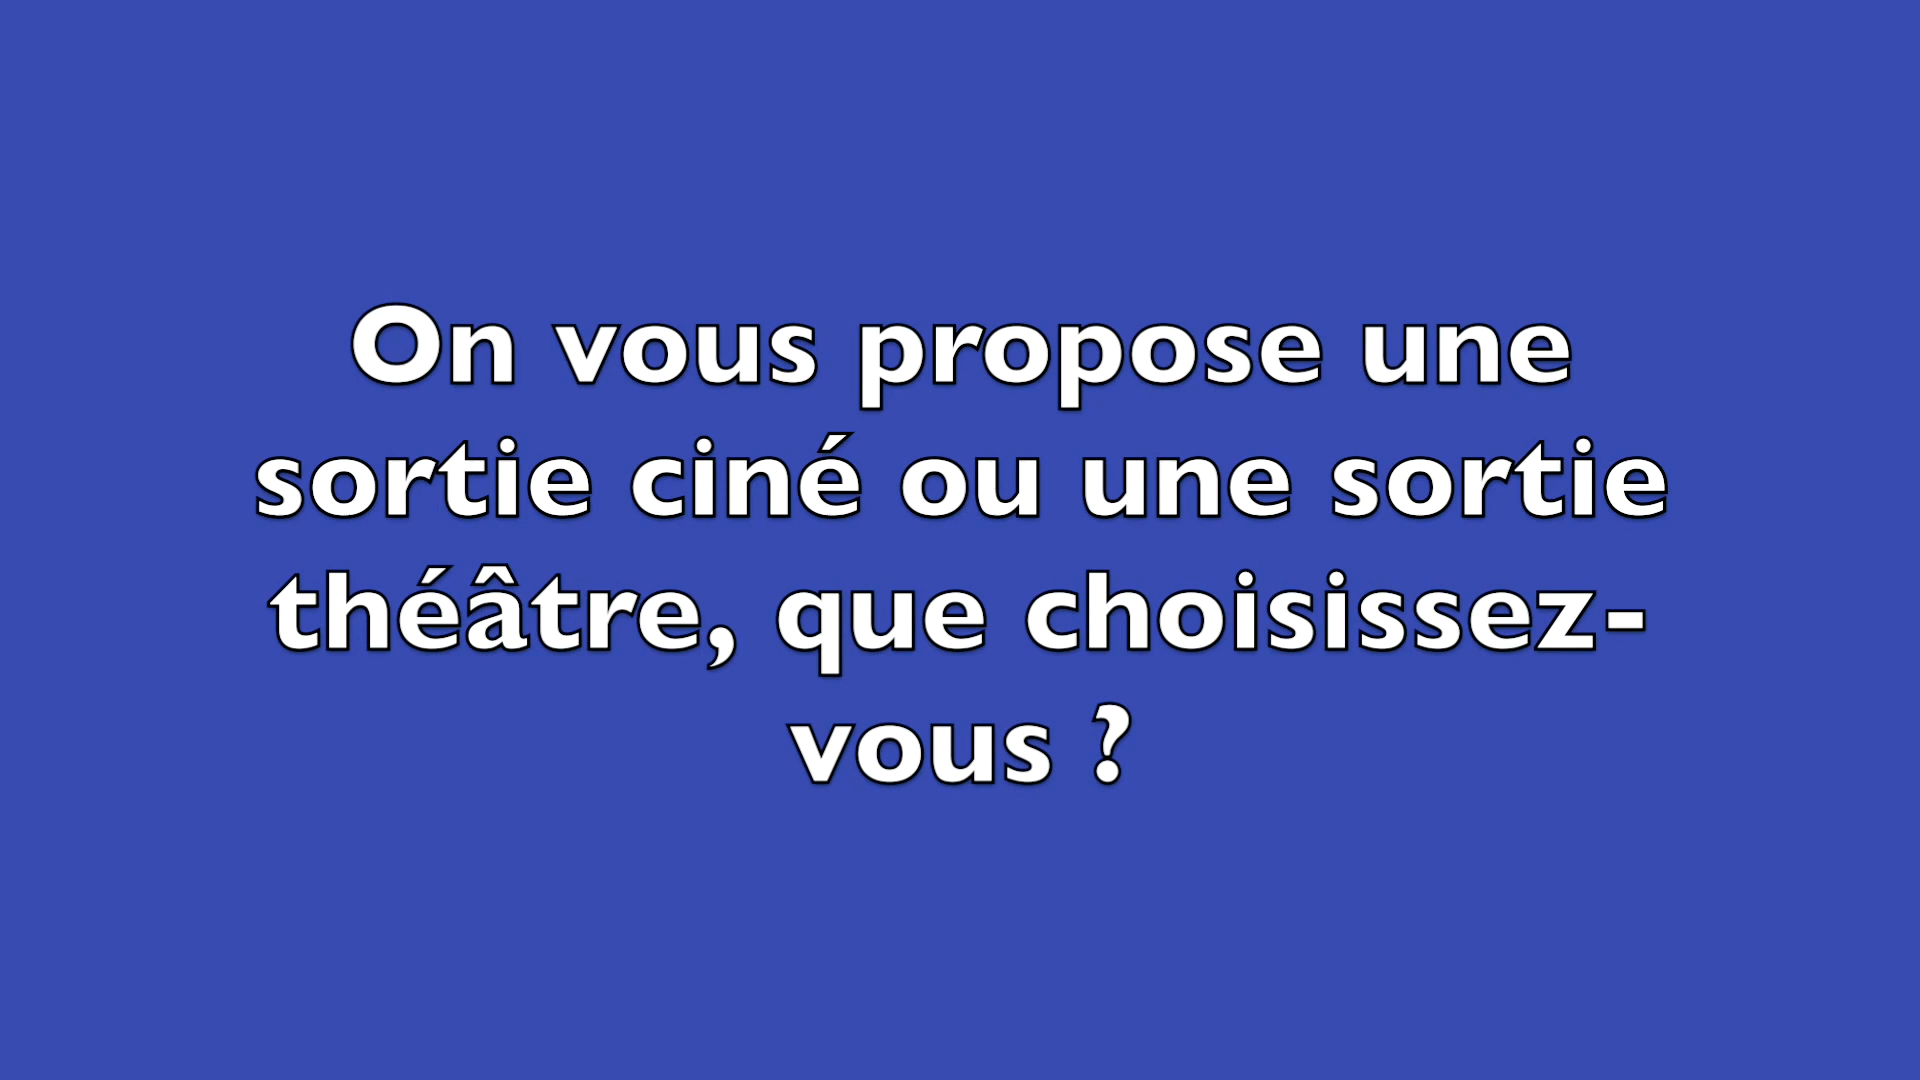 On vous propose une
sortie ciné ou une sortie
théâtre, que choisissez-
vous ?